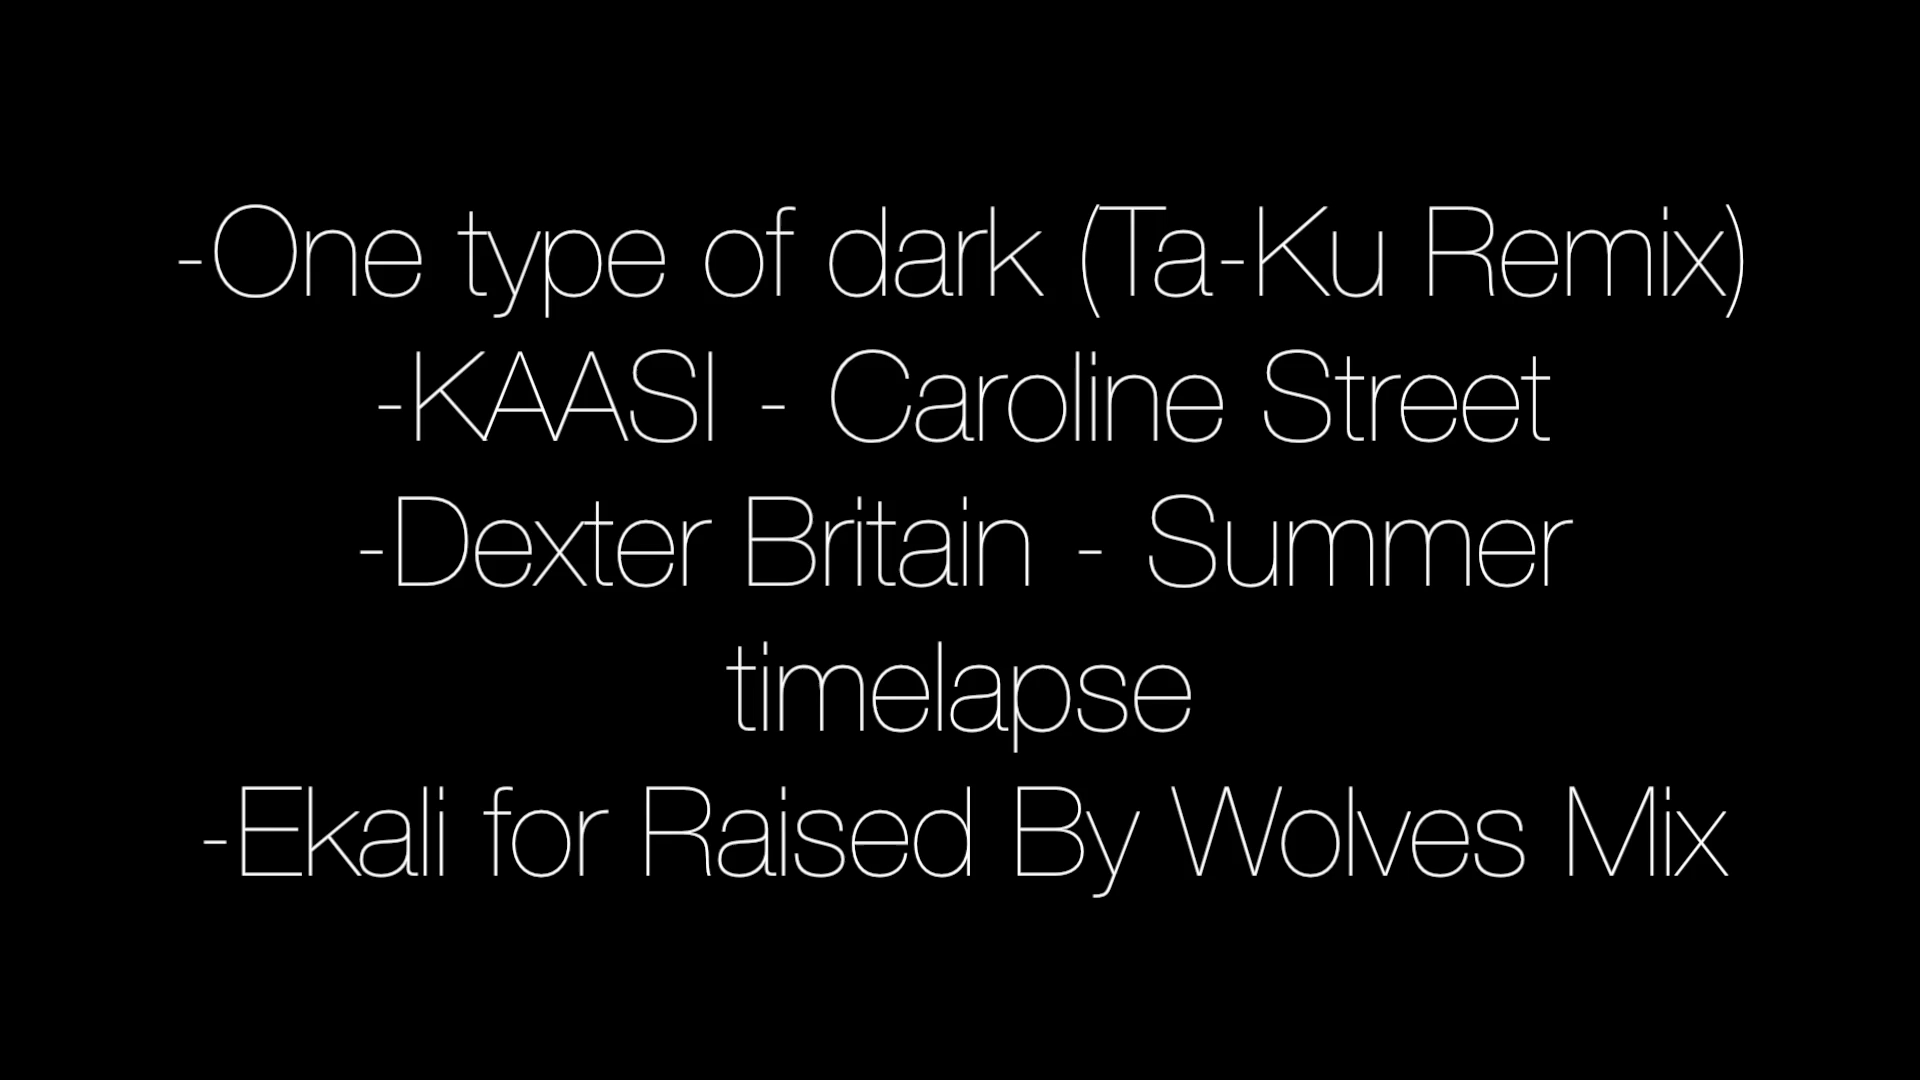 -One type of dark (Ta-Ku Remix)
-KAASI - Caroline Street
-Dexter Britain - Summer
timelapse
-Ekali for Raised By Wolves Mix